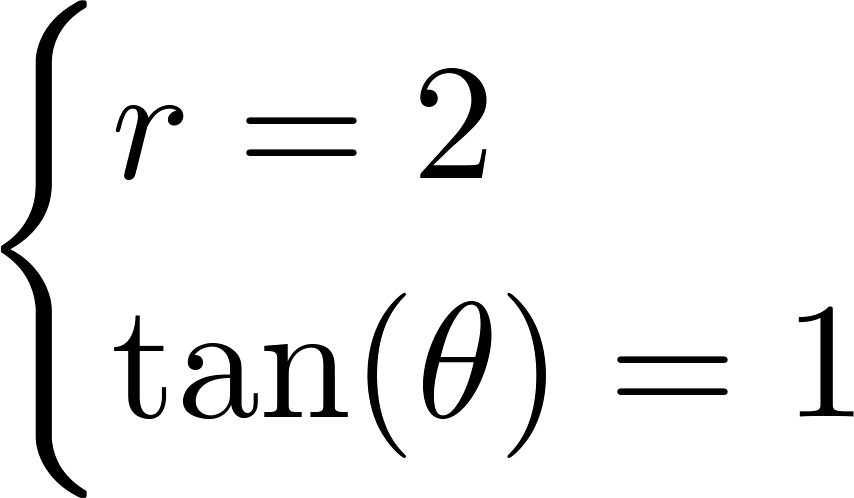 r = 2
tan(θ) = 1